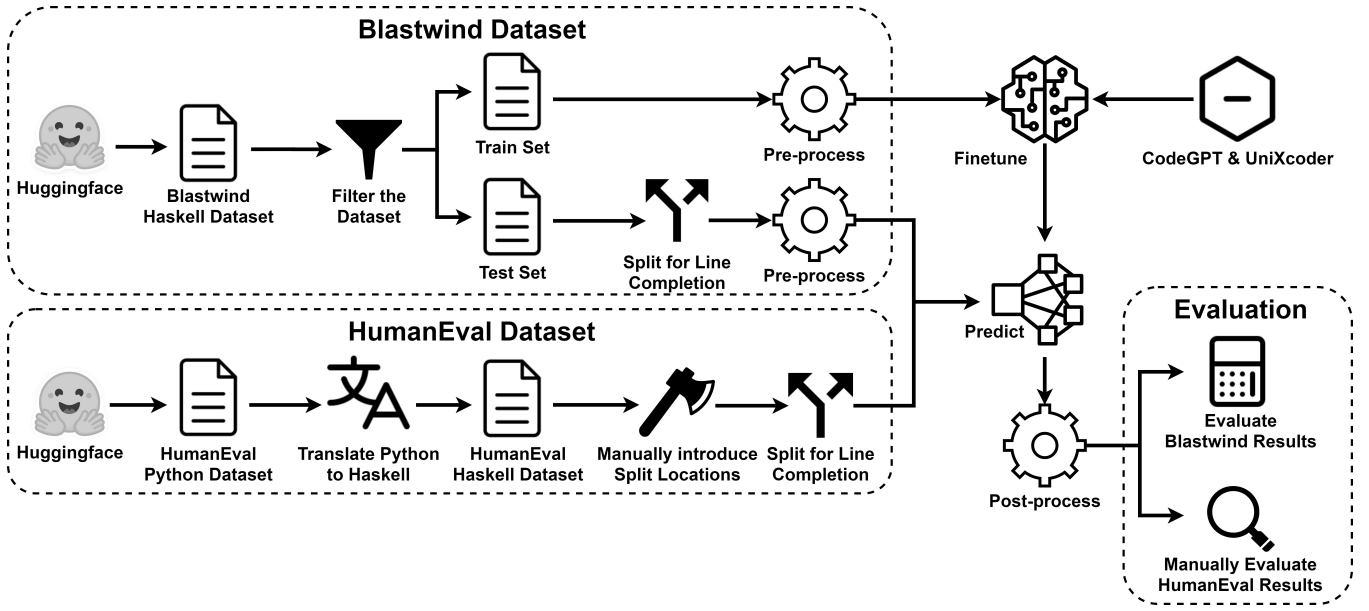 Blastwind Dataset
Huggingface
Blastwind
Haskell Dataset
Filter the
Dataset
Train Set
Pre-process
Finetune
CodeGPT & UniXcoder
Test Set
Split for Line
Completion
Pre-process
HumanEval Dataset
Huggingface
HumanEval
Python Dataset
Translate Python
to Haskell
HumanEval
Haskell Dataset
Manually introduce
Split Locations
Split for Line
Completion
Predict
Post-process
Evaluation
Evaluate
Blastwind Results
Manually Evaluate
HumanEval Results